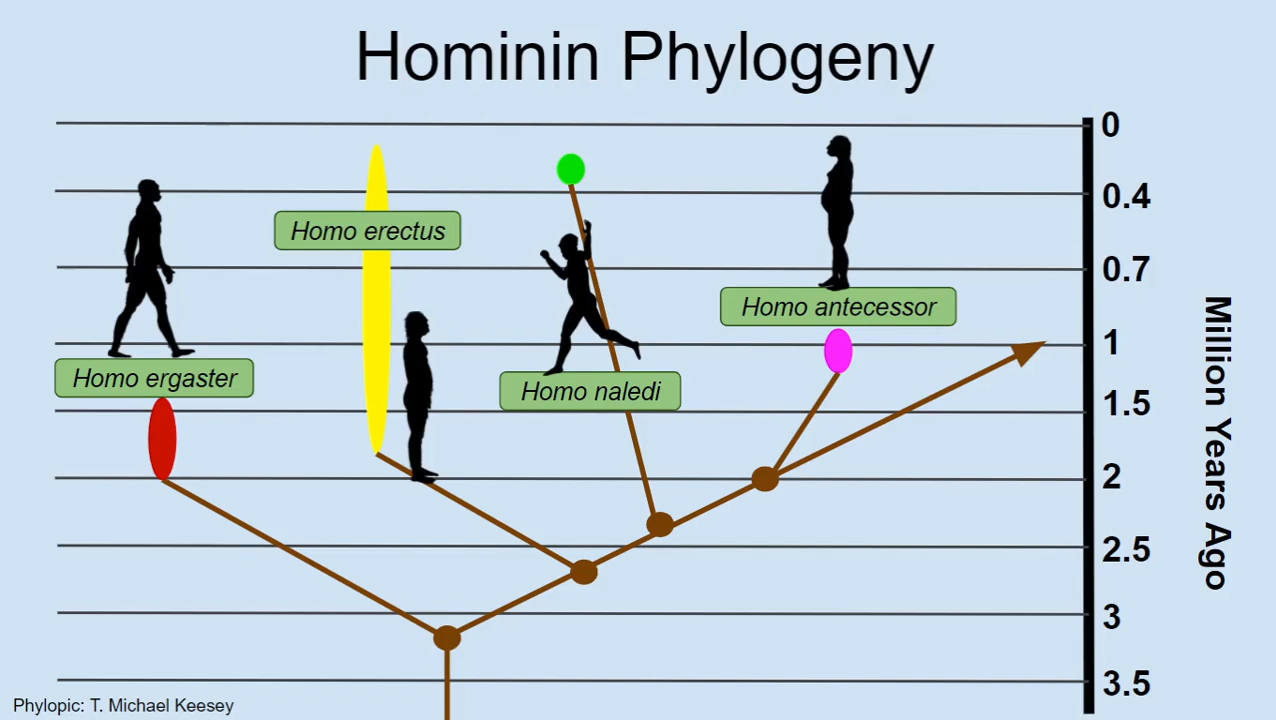 Hominin Phylogeny
0
0.4
Homo erectus
0.7
Homo antecessor
1
Homo ergaster
Homo naledi
1.5
2
2.5
3
3.5
Million Years Ago
Phylopic: T. Michael Keesey